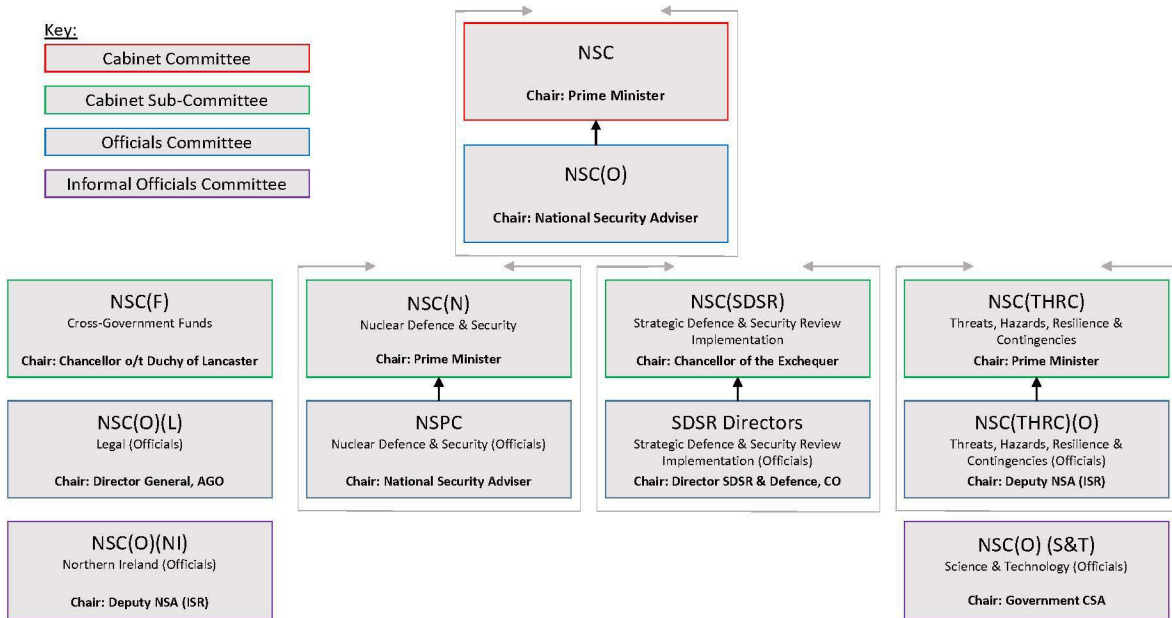 Key:
Cabinet Committee
Cabinet Sub-Committee
Officials Committee
Informal Officials Committee
NSC
Chair: Prime Minister
NSC(O)
Chair: National Security Adviser
NSC(F)
Cross-Government Funds
Chair: Chancellor o/t Duchy of Lancaster
NSC(N)
Nuclear Defence & Security
Chair: Prime Minister
NSC(SDSR)
Strategic Defence & Security Review
Implementation
Chair: Chancellor of the Exchequer
NSC(THRC)
Threats, Hazards, Resilience &
Contingencies
Chair: Prime Minister
NSC(O)(L)
Legal (Officials)
Chair: Director General, AGO
NSPC
Nuclear Defence & Security (Officials)
Chair: National Security Adviser
SDSR Directors
Strategic Defence & Security Review
Implementation (Officials)
Chair: Director SDSR & Defence, CO
NSC(THRC)(O)
Threats, Hazards, Resilience &
Contingencies (Officials)
Chair: Deputy NSA (ISR)
NSC(O)(NI)
Northern Ireland (Officials)
Chair: Deputy NSA (ISR)
NSC(O) (S&T)
Science & Technology (Officials)
Chair: Government CSA